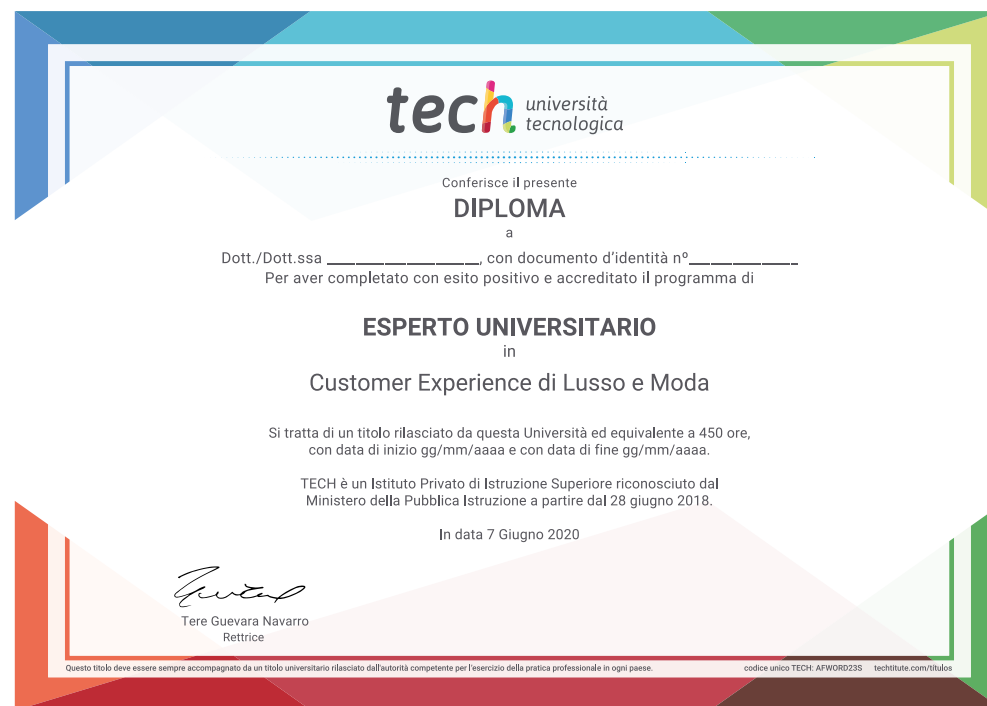 tech università
tecnologica
Conferisce il presente
DIPLOMA
a
Dott./Dott.ssa ________________, con documento d'identità nº____________
Per aver completato con esito positivo e accreditato il programma di
ESPERTO UNIVERSITARIO
in
Customer Experience di Lusso e Moda
Si tratta di un titolo rilasciato da questa Università ed equivalente a 450 ore,
con data di inizio gg/mm/aaaa e con data di fine gg/mm/aaaa.
TECH è un Istituto Privato di Istruzione Superiore riconosciuto dal
Ministero della Pubblica Istruzione a partire dal 28 giugno 2018.
In data 7 Giugno 2020
Tere Guevara Navarro
Rettrice
Questo titolo deve essere sempre accompagnato da un titolo universitario rilasciato dall'autorità competente per l'esercizio della pratica professionale in ogni paese. codice unico TECH: AFWORD23S techtitute.com/títulos